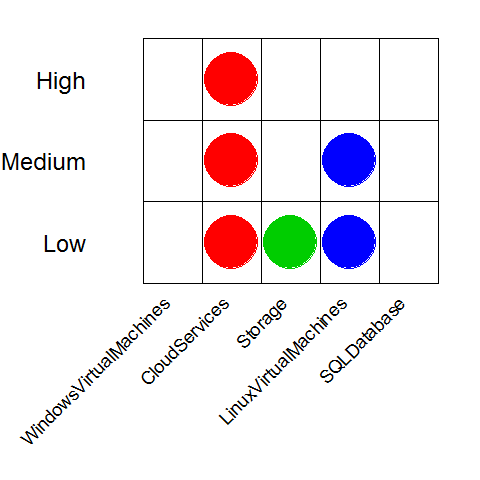 High
Medium
Low
WindowsVirtualMachines
CloudServices
Storage
LinuxVirtualMachines
SQLDatabase